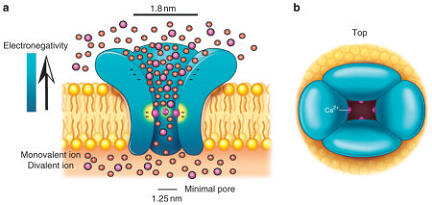 a
1.8 nm
Electronegativity
Monovalent ion
Divalent ion
Minimal pore
1.25 nm
b
Top
Ca²⁺